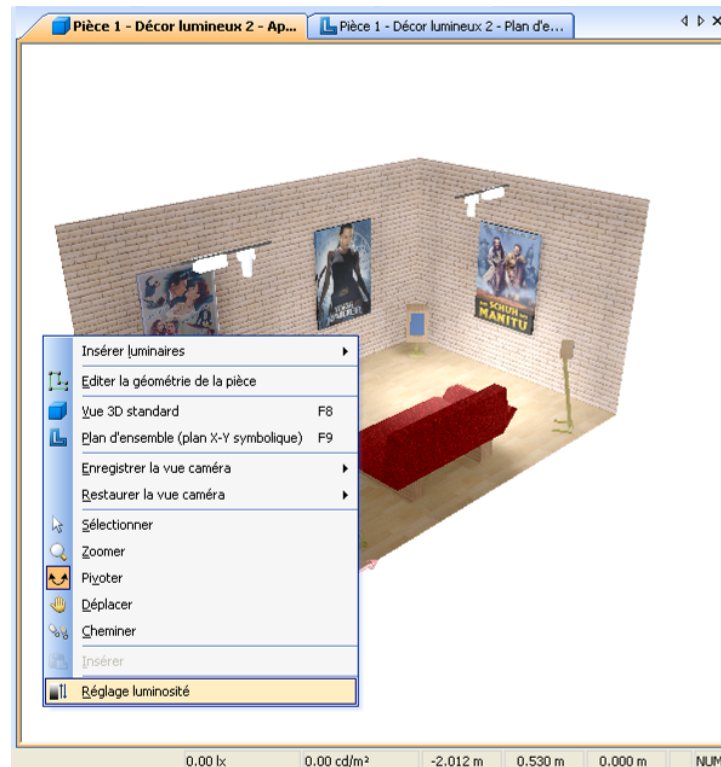 Pièce 1 - Décor lumineux 2 - Ap...
Pièce 1 - Décor lumineux 2 - Plan d'e...
SCHUH
MANITU
Insérer luminaires
Editer la géométrie de la pièce
Vue 3D standard F8
Plan d'ensemble (plan X-Y symbolique) F9
Enregistrer la vue caméra
Restaurer la vue caméra
Sélectionner
Zoomer
Pivoter
Déplacer
Cheminer
Insérer
Réglage luminosité
0.00 lx 0.00 cd/m² -2.012 m 0.530 m 0.000 m NUM